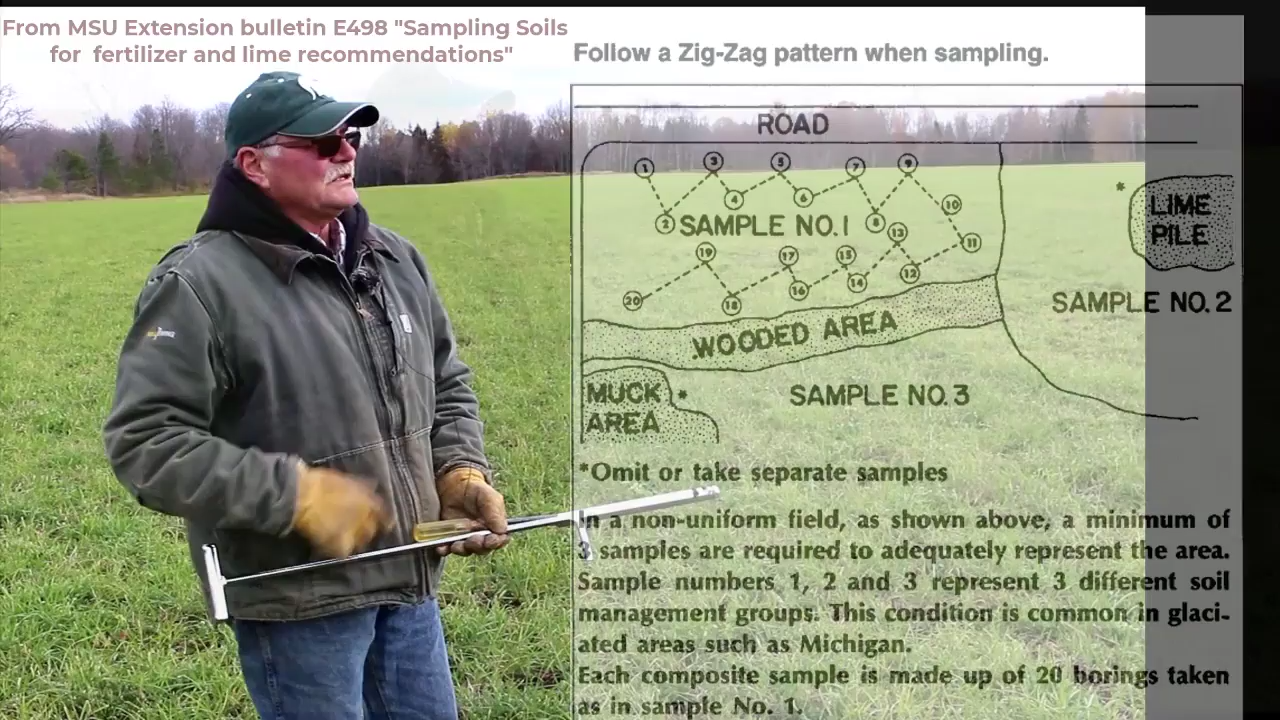 From MSU Extension bulletin E498 "Sampling Soils
for fertilizer and lime recommendations"
Follow a Zig-Zag pattern when sampling.
ROAD
1 3 5 7 9
4 6 10
2 SAMPLE NO. 1 8 13
11
19 17 15
12
20 18 16 14
LIME
PILE
*
SAMPLE NO. 2
WOODED AREA
MUCK *
AREA
SAMPLE NO. 3
*Omit or take separate samples
In a non-uniform field, as shown above, a minimum of
3 samples are required to adequately represent the area.
Sample numbers 1, 2 and 3 represent 3 different soil
management groups. This condition is common in glaci-
ated areas such as Michigan.
Each composite sample is made up of 20 borings taken
as in sample No. 1.